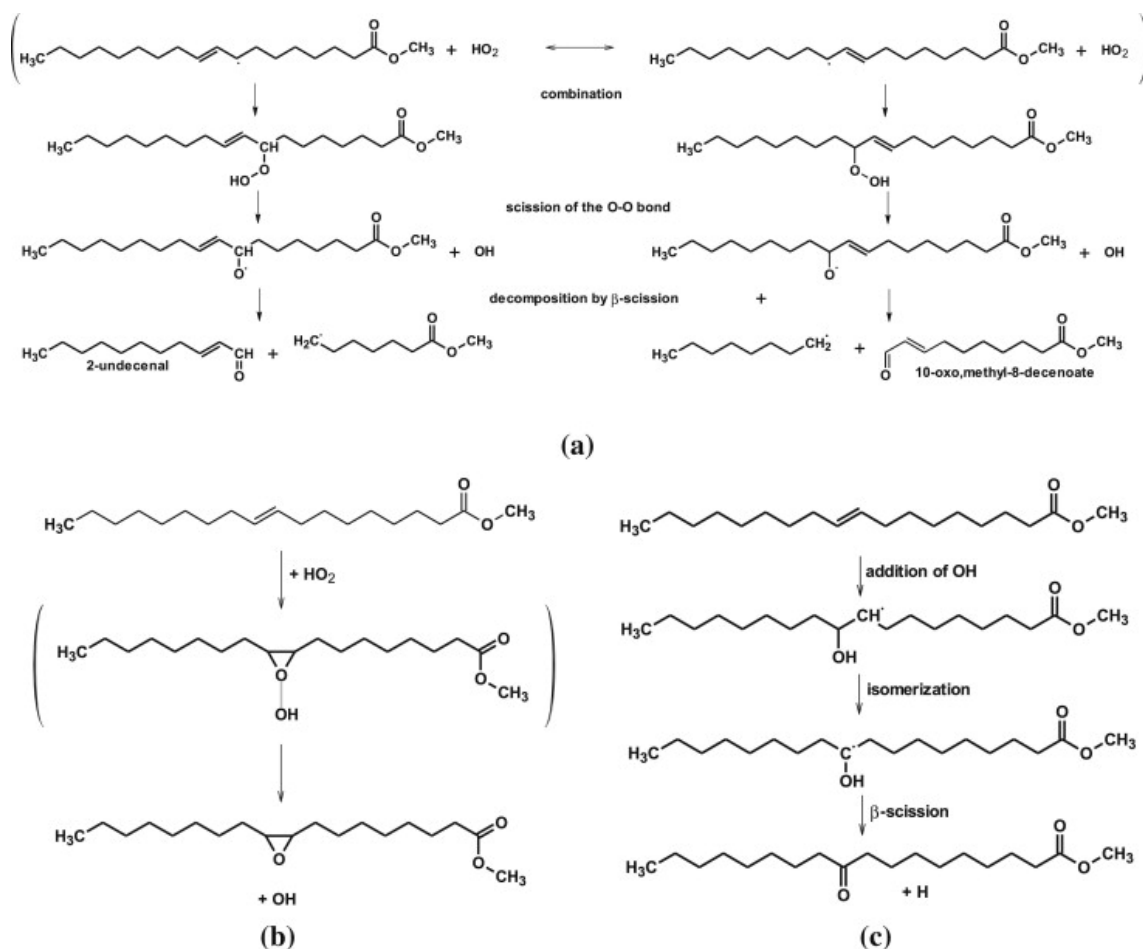 H3C O O CH3 + HO2 H3C O O CH3 + HO2
combination
H3C CH HO O O O CH3 H3C O OH O O CH3
scission of the O-O bond
H3C CH O· O O CH3 + OH H3C O· O O CH3 + OH
decomposition by β-scission +
H3C CH O + H2C· O O CH3 H3C CH2· + O O O CH3
2-undecenal 10-oxo,methyl-8-decenoate
(a)
H3C O O CH3
+ HO2
H3C O OH O O CH3
H3C O O O CH3
+ OH
(b)
H3C O O CH3
addition of OH
H3C CH· OH O O CH3
isomerization
H3C C· OH O O CH3
β-scission
H3C O O O CH3
+ H
(c)